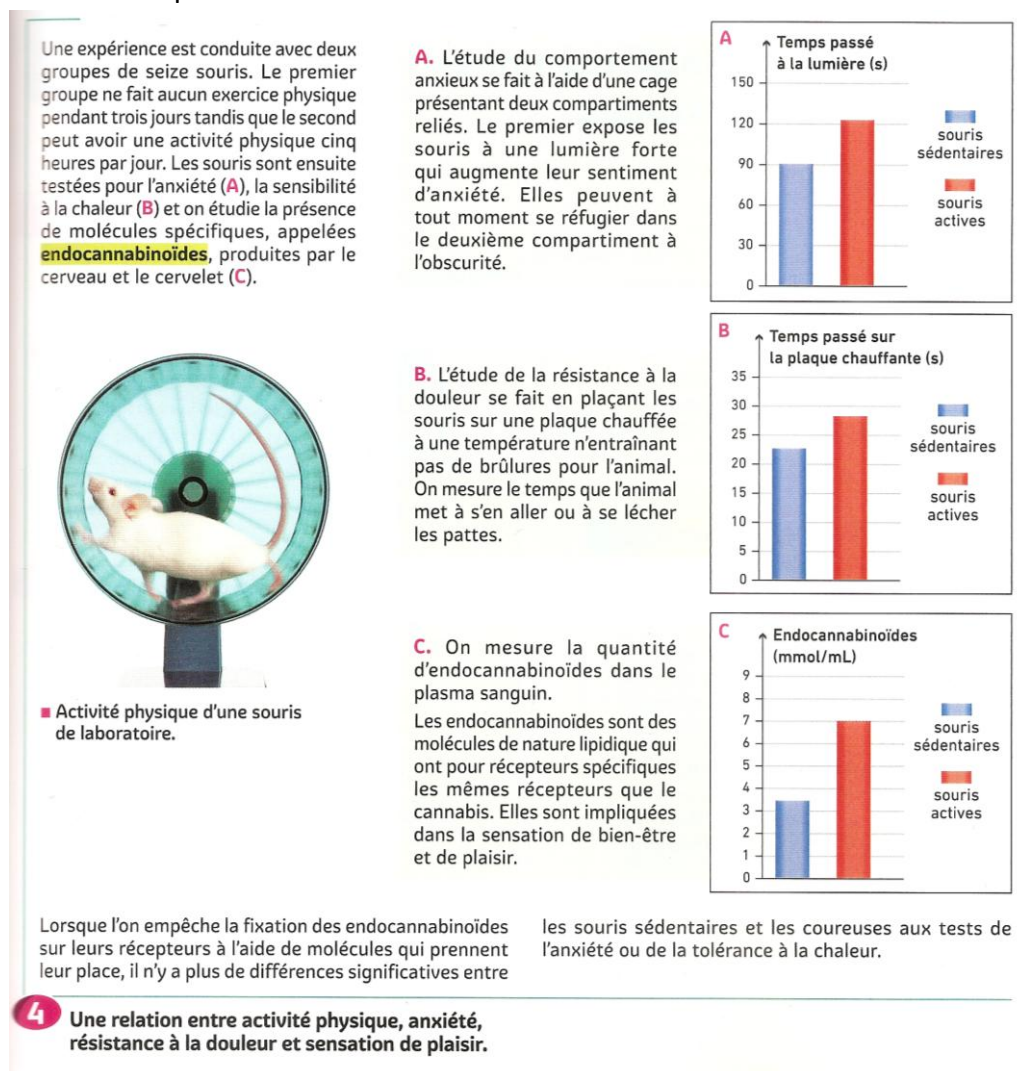 Une expérience est conduite avec deux
groupes de seize souris. Le premier
groupe ne fait aucun exercice physique
pendant trois jours tandis que le second
peut avoir une activité physique cinq
heures par jour. Les souris sont ensuite
testées pour l'anxiété (A), la sensibilité
à la chaleur (B) et on étudie la présence
de molécules spécifiques, appelées
endocannabinoïdes, produites par le
cerveau et le cervelet (C).
A. L'étude du comportement
anxieux se fait à l'aide d'une cage
présentant deux compartiments
reliés. Le premier expose les
souris à une lumière forte
qui augmente leur sentiment
d'anxiété. Elles peuvent à
tout moment se réfugier dans
le deuxième compartiment à
l'obscurité.
A
Temps passé
à la lumière (s)
150
120
90
60
30
0
souris
sédentaires
souris
actives
■ Activité physique d'une souris
de laboratoire.
B. L'étude de la résistance à la
douleur se fait en plaçant les
souris sur une plaque chauffée
à une température n'entraînant
pas de brûlures pour l'animal.
On mesure le temps que l'animal
met à s'en aller ou à se lécher
les pattes.
B
Temps passé sur
la plaque chauffante (s)
35
30
25
20
15
10
5
0
souris
sédentaires
souris
actives
C. On mesure la quantité
d'endocannabinoïdes dans le
plasma sanguin.
Les endocannabinoïdes sont des
molécules de nature lipidique qui
ont pour récepteurs spécifiques
les mêmes récepteurs que le
cannabis. Elles sont impliquées
dans la sensation de bien-être
et de plaisir.
C
Endocannabinoïdes
(mmol/mL)
9
8
7
6
5
4
3
2
1
0
souris
sédentaires
souris
actives
Lorsque l'on empêche la fixation des endocannabinoïdes
sur leurs récepteurs à l'aide de molécules qui prennent
leur place, il n'y a plus de différences significatives entre
les souris sédentaires et les coureuses aux tests de
l'anxiété ou de la tolérance à la chaleur.
4
Une relation entre activité physique, anxiété,
résistance à la douleur et sensation de plaisir.